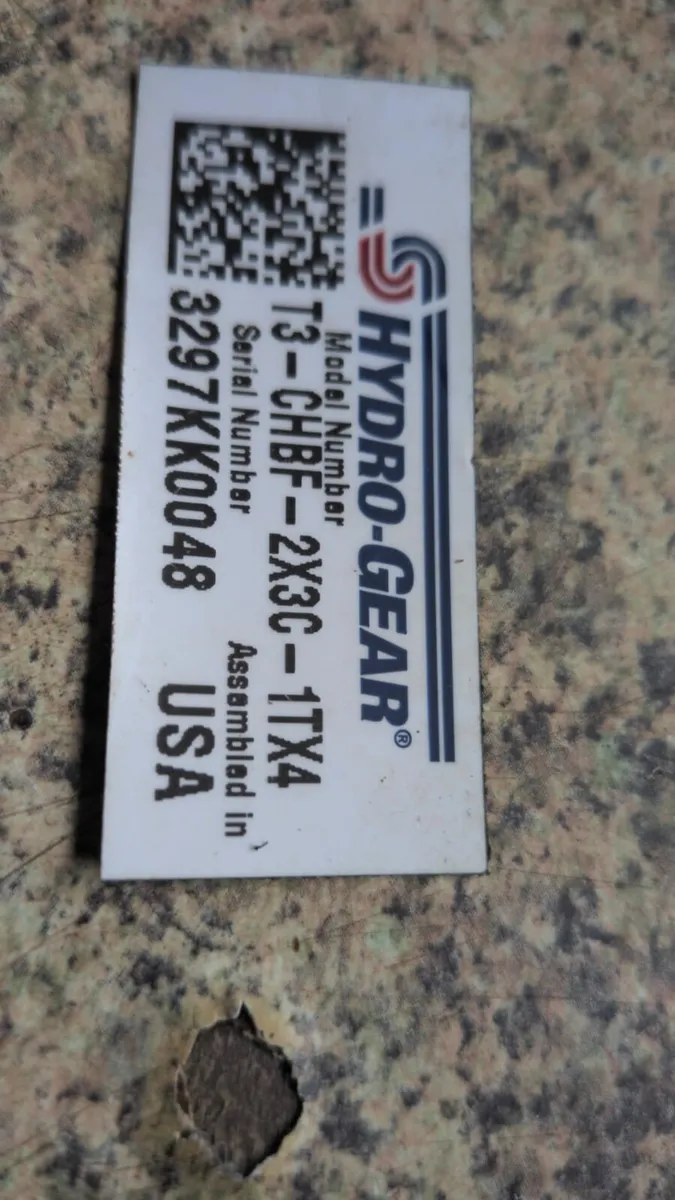 HYDRO-GEAR®
Model Number
T3-CHBF-2X3C-1TX4
Serial Number Assembled in
3297KK0048 USA